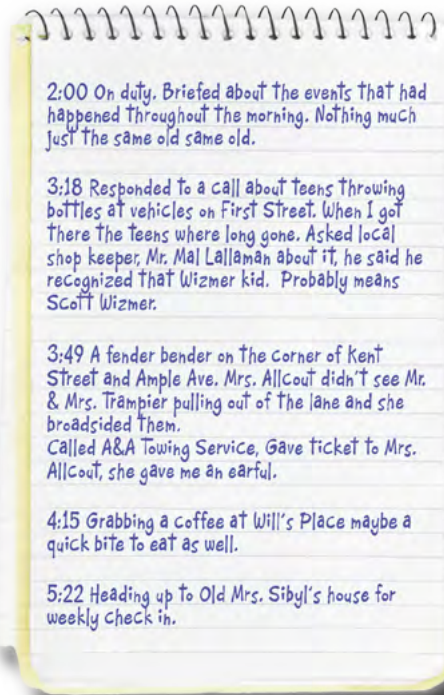 2:00 On duty. Briefed about the events that had
happened throughout the morning. Nothing much
just the same old same old.
3:18 Responded to a call about teens throwing
bottles at vehicles on First Street. When I got
there the teens where long gone. Asked local
shop keeper, Mr. Mal Lallaman about it, he said he
recognized that Wizmer kid. Probably means
Scott Wizmer.
3:49 A fender bender on the corner of Kent
Street and Ample Ave. Mrs. Allcout didn't see Mr.
& Mrs. Trampier pulling out of the lane and she
broadsided them.
Called A&A Towing Service, Gave ticket to Mrs.
Allcout, she gave me an earful.
4:15 Grabbing a coffee at Will's Place maybe a
quick bite to eat as well.
5:22 Heading up to Old Mrs. Sibyl's house for
weekly check in.